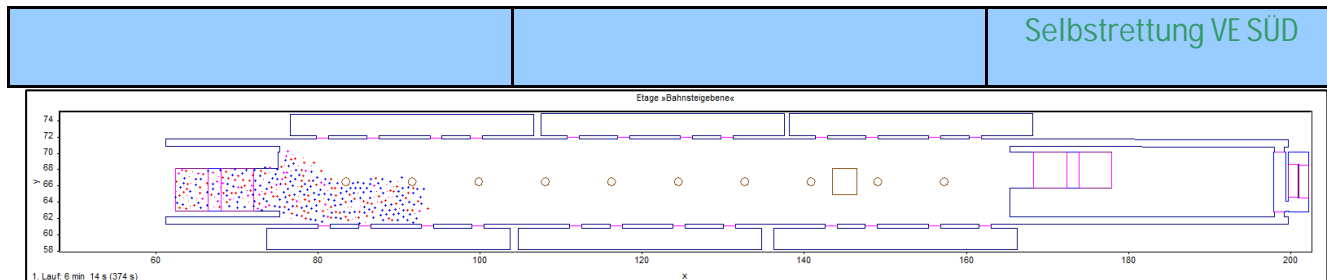 Selbstrettung VE SÜD
Etage »Bahnsteigebene«
74
72
70
68
66
64
62
60
58
y
60 80 100 120 140 160 180 200
x
1. Lauf: 6 min 14 s (374 s)